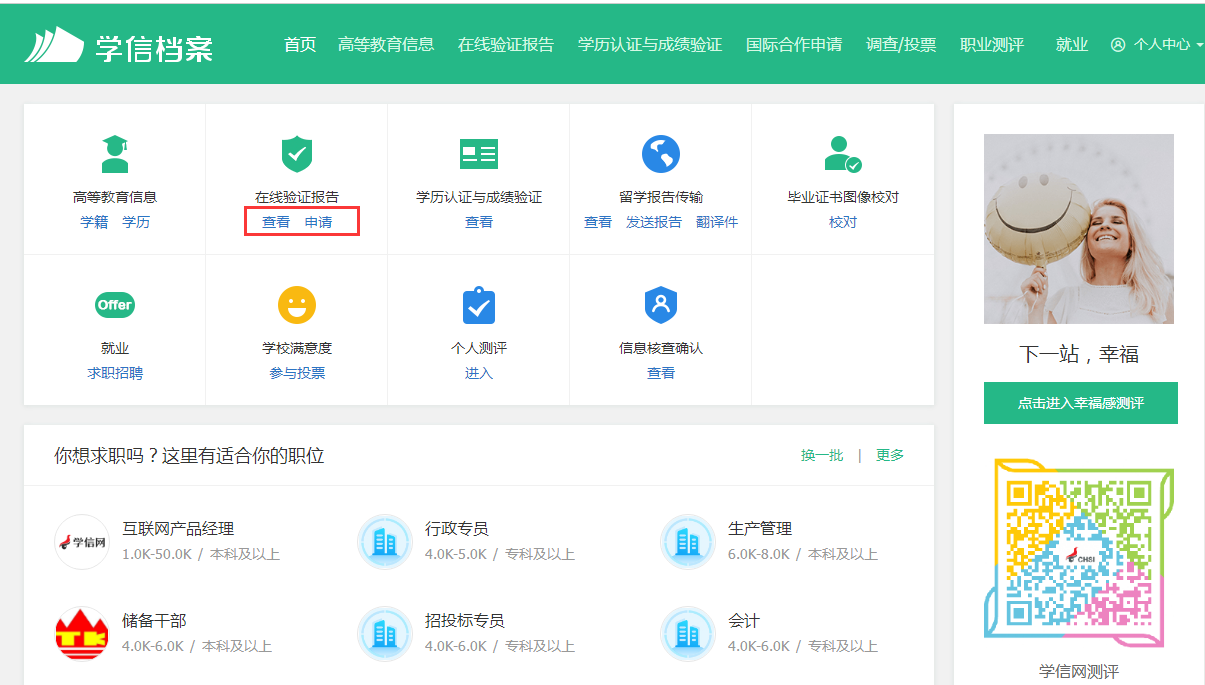 学信档案 首页 高等教育信息 在线验证报告 学历认证与成绩验证 国际合作申请 调查/投票 职业测评 就业 个人中心
高等教育信息
学籍 学历
在线验证报告
查看 申请
学历认证与成绩验证
查看
留学报告传输
查看 发送报告 翻译件
毕业证书图像校对
校对
Offer
就业
求职招聘
学校满意度
参与投票
个人测评
进入
信息核查确认
查看
下一站，幸福
点击进入幸福感测评
CHSI
学信网测评
你想求职吗？这里有适合你的职位
换一批 | 更多
学信网
互联网产品经理
1.0K-50.0K / 本科及以上
行政专员
4.0K-5.0K / 专科及以上
生产管理
6.0K-8.0K / 本科及以上
储备干部
4.0K-6.0K / 本科及以上
招投标专员
4.0K-6.0K / 专科及以上
会计
4.0K-6.0K / 专科及以上